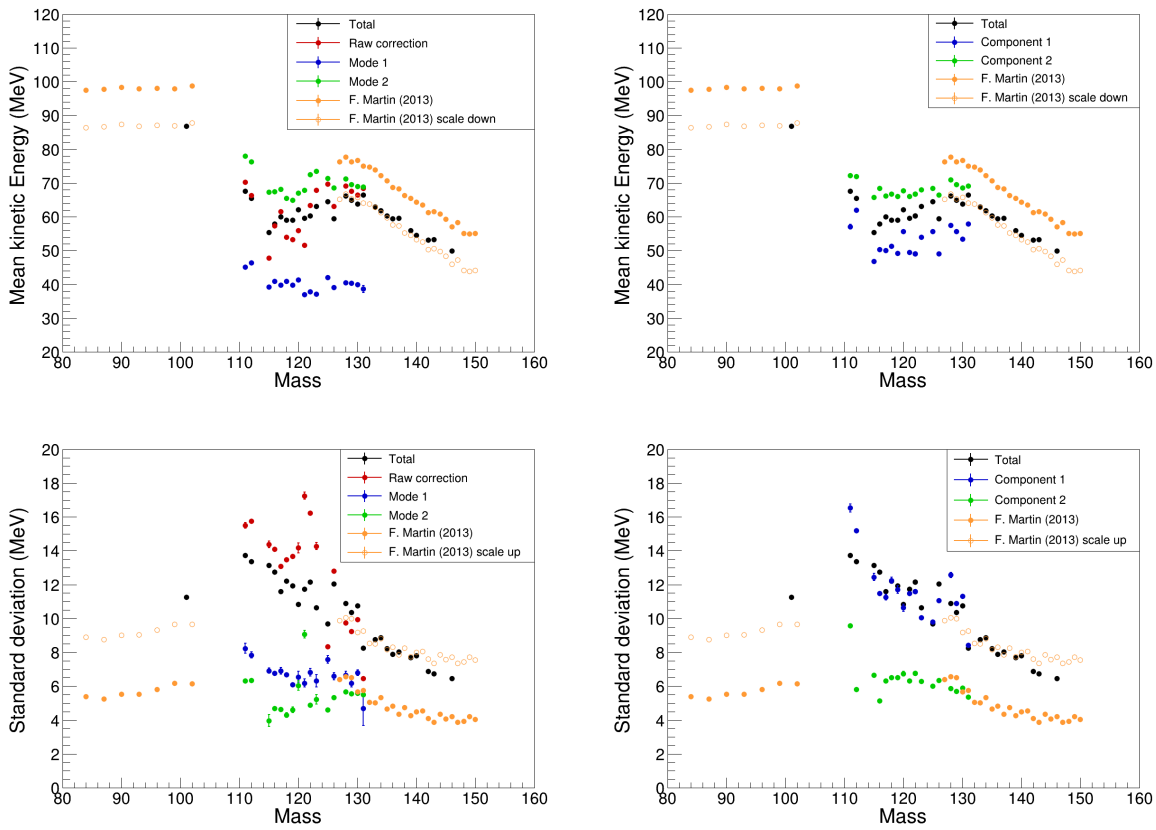 Mean kinetic Energy (MeV)
120
110
100
90
80
70
60
50
40
30
20
80 90 100 110 120 130 140 150 160
Mass
Total
Raw correction
Mode 1
Mode 2
F. Martin (2013)
F. Martin (2013) scale down
Mean kinetic Energy (MeV)
120
110
100
90
80
70
60
50
40
30
20
80 90 100 110 120 130 140 150 160
Mass
Total
Component 1
Component 2
F. Martin (2013)
F. Martin (2013) scale down
Standard deviation (MeV)
20
18
16
14
12
10
8
6
4
2
0
80 90 100 110 120 130 140 150 160
Mass
Total
Raw correction
Mode 1
Mode 2
F. Martin (2013)
F. Martin (2013) scale up
Standard deviation (MeV)
20
18
16
14
12
10
8
6
4
2
0
80 90 100 110 120 130 140 150 160
Mass
Total
Component 1
Component 2
F. Martin (2013)
F. Martin (2013) scale up